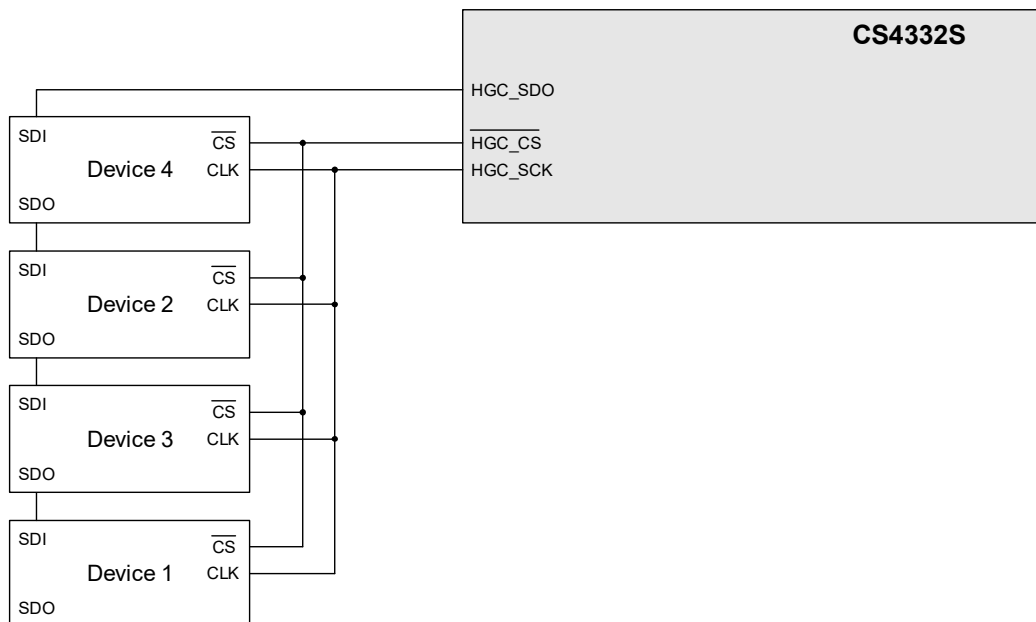 CS4332S
HGC_SDO
HGC_CS
HGC_SCK
SDI
CS
Device 4
CLK
SDO
SDI
CS
Device 2
CLK
SDO
SDI
CS
Device 3
CLK
SDO
SDI
CS
Device 1
CLK
SDO